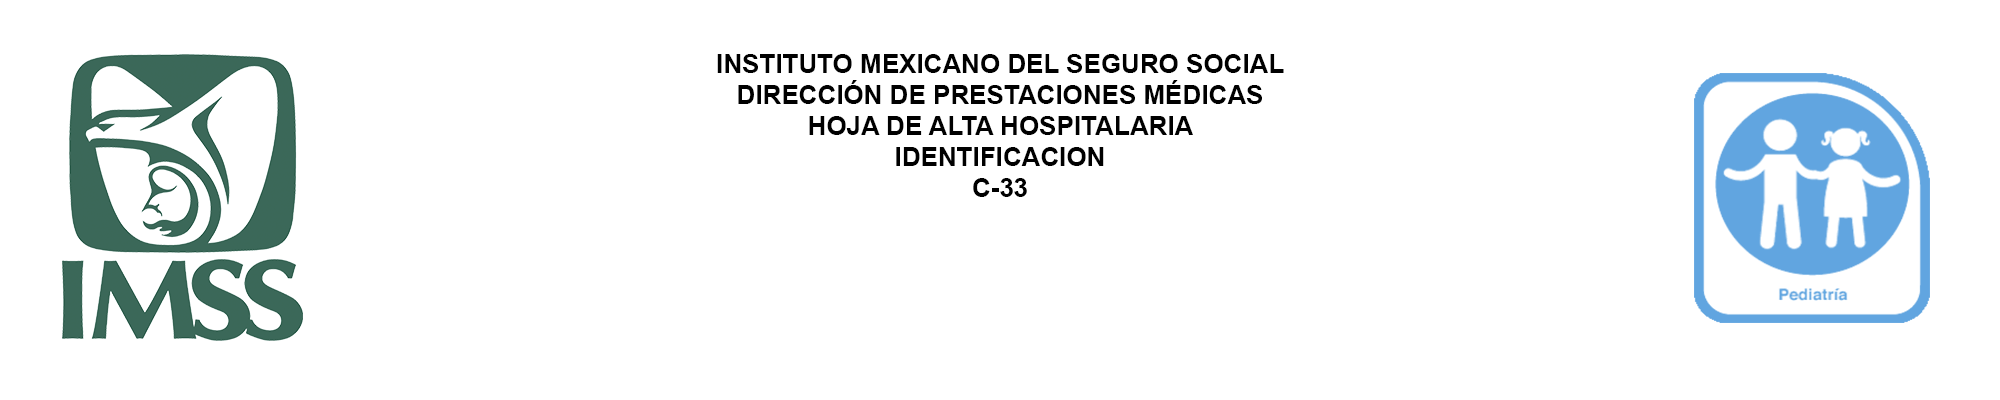 INSTITUTO MEXICANO DEL SEGURO SOCIAL
DIRECCIÓN DE PRESTACIONES MÉDICAS
HOJA DE ALTA HOSPITALARIA
IDENTIFICACION
C-33
IMSS
Pediatría